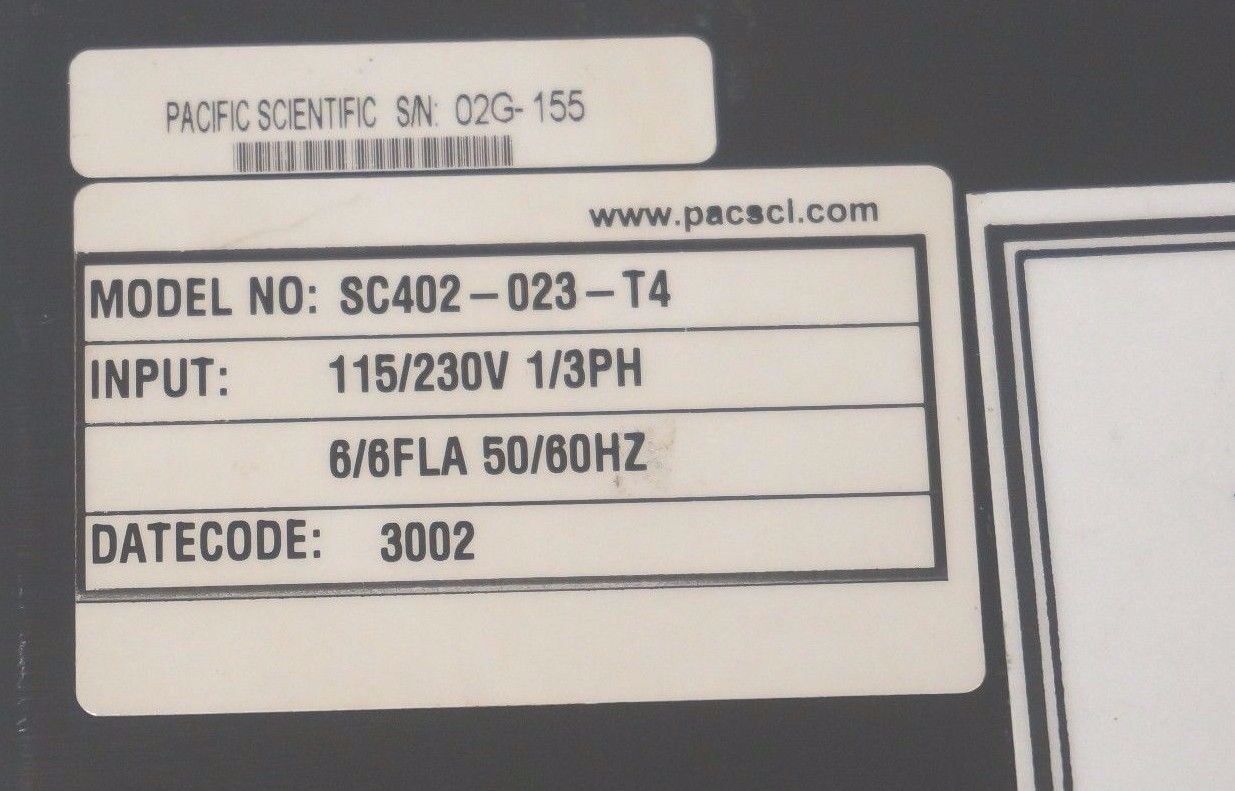 PACIFIC SCIENTIFIC S/N: 02G-155
www.pacscl.com
MODEL NO: SC402-023-T4
INPUT: 115/230V 1/3PH
6/6FLA 50/60HZ
DATECODE: 3002